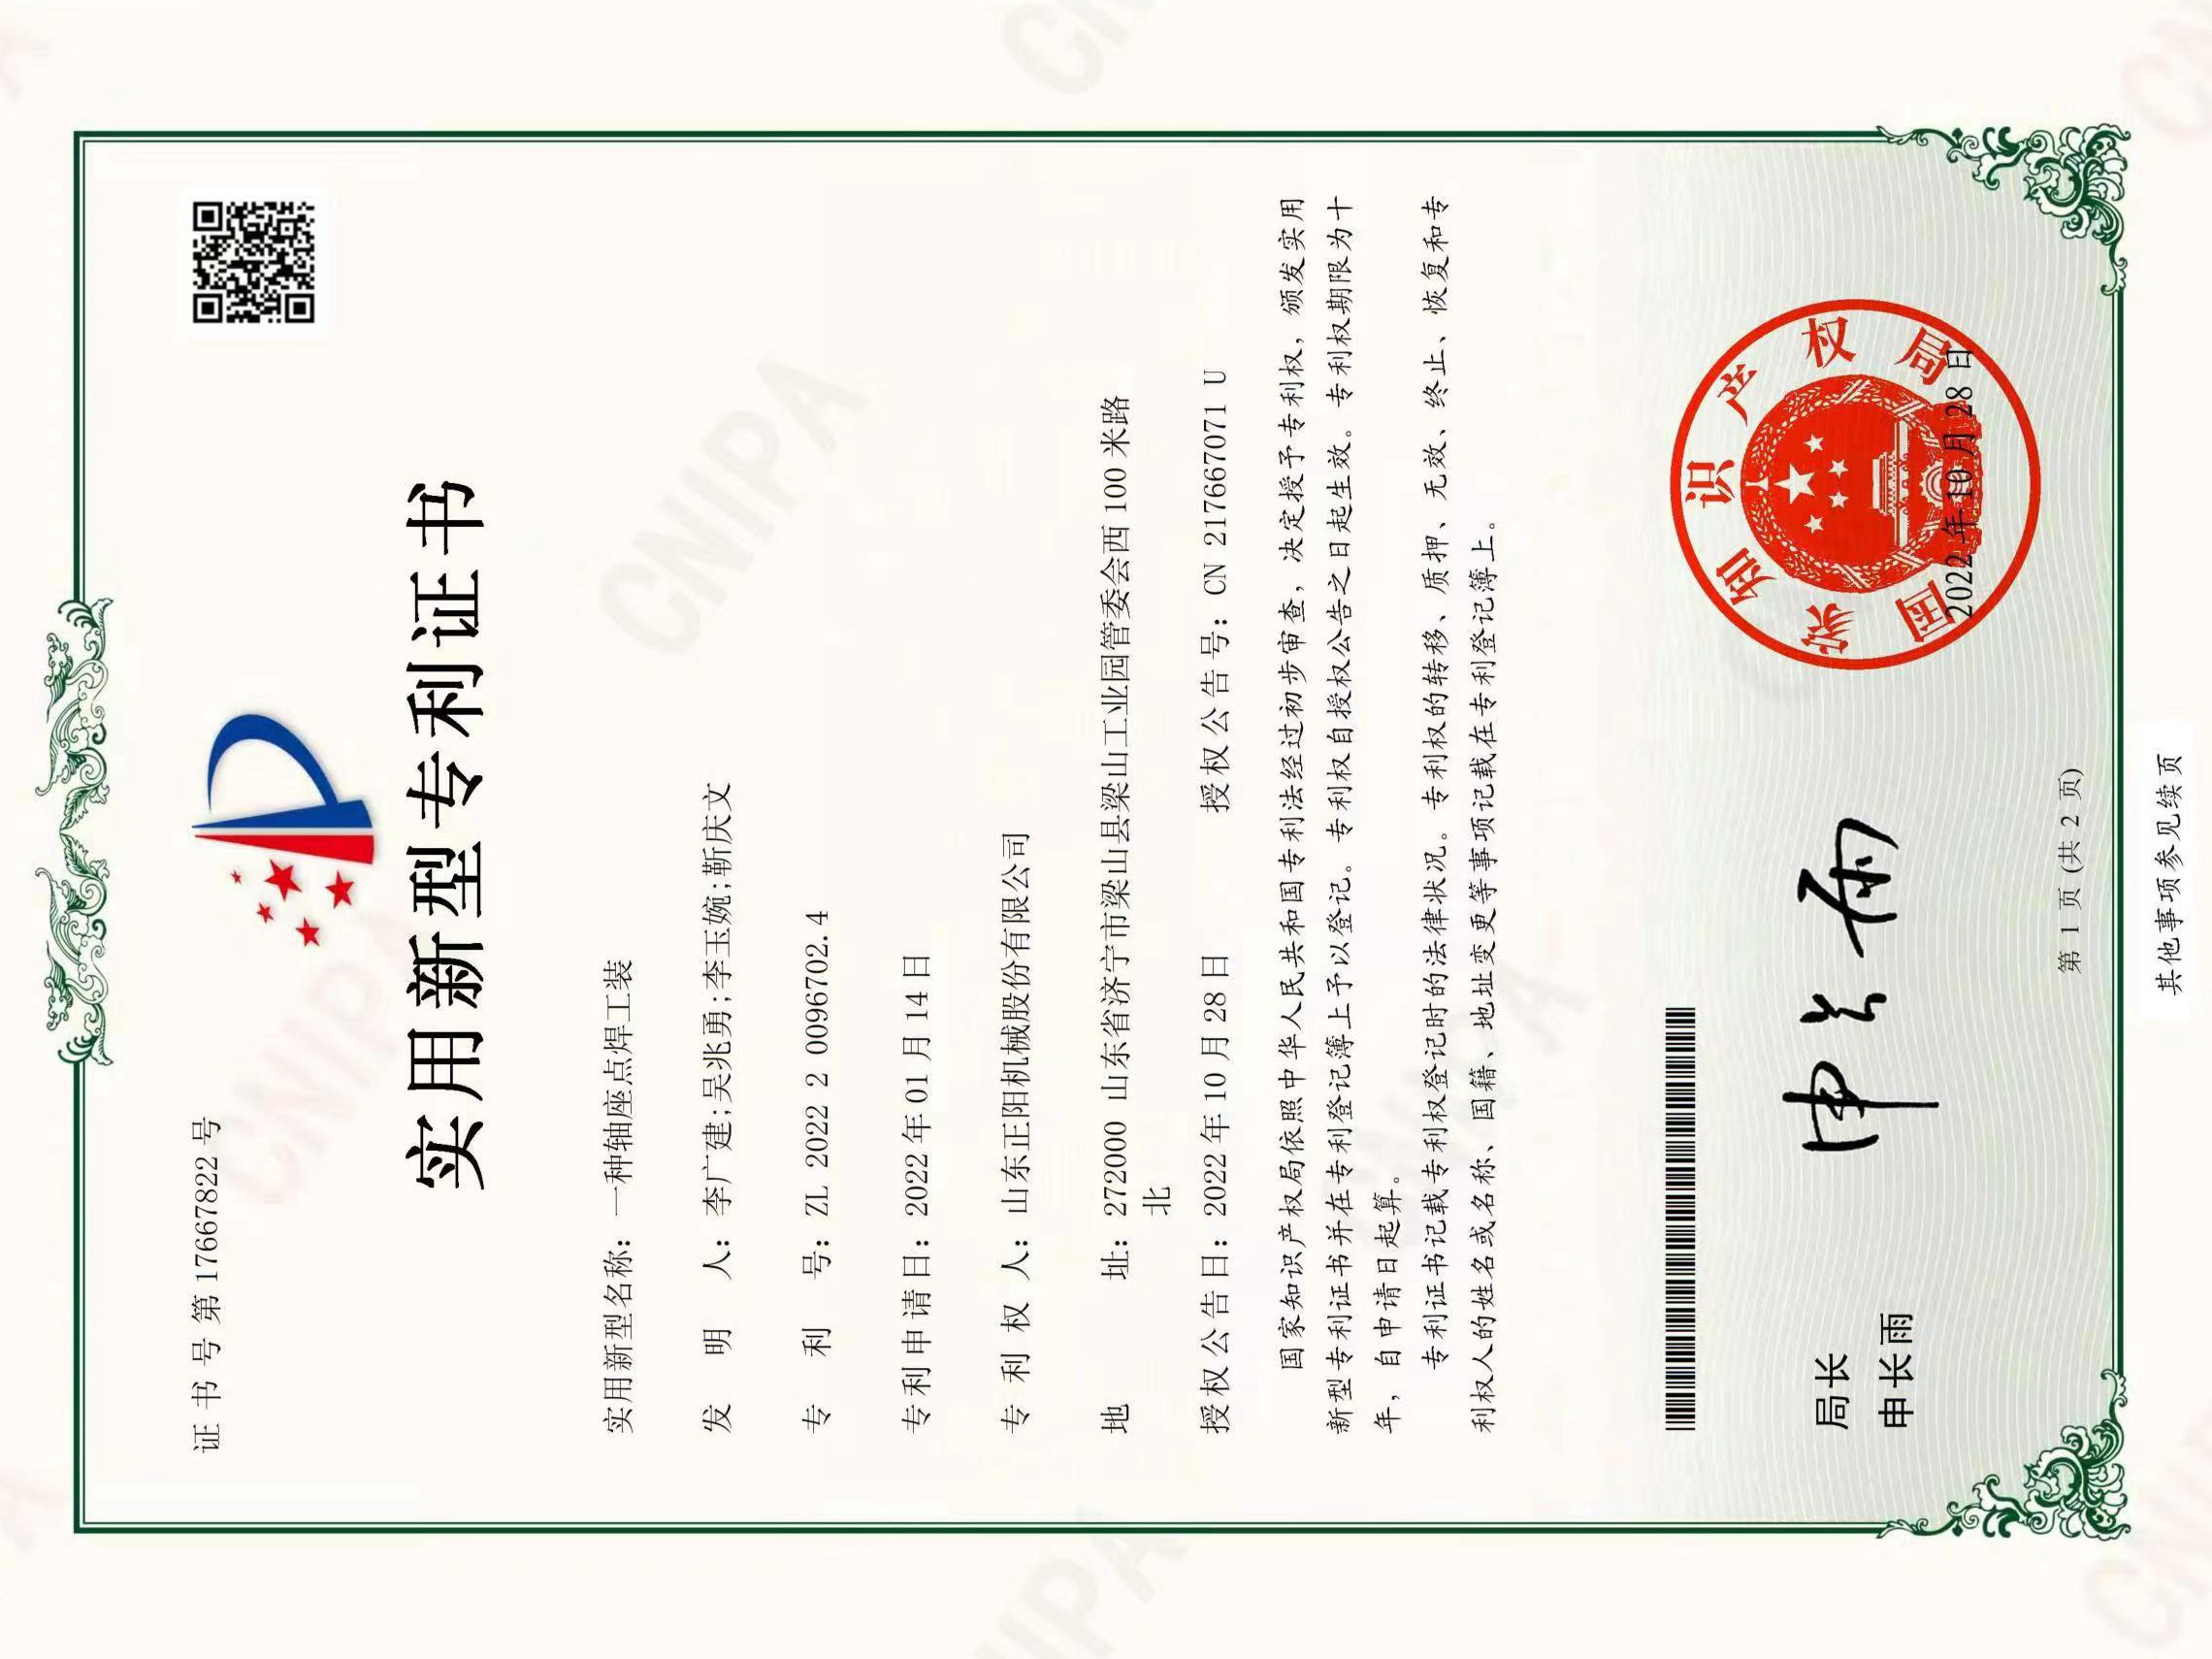 证书号第17667822号
实用新型专利证书
实用新型名称：一种轴座点焊工装
发明人：李广建;吴兆勇;李玉婉;靳庆文
专利号：ZL 2022 2 0096702.4
专利申请日：2022年01月14日
专利权人：山东正阳机械股份有限公司
地址：272000 山东省济宁市梁山县梁山工业园管委会西100米路
北
授权公告日：2022年10月28日 授权公告号：CN 217667071 U
国家知识产权局依照中华人民共和国专利法经过初步审查，决定授予专利权，颁发实用
新型专利证书并在专利登记簿上予以登记。专利权自授权公告之日起生效。专利权期限为十
年，自申请日起算。
专利证书记载专利权登记时的法律状况。专利权的转移、质押、无效、终止、恢复和专
利权人的姓名或名称、国籍、地址变更等事项记载在专利登记簿上。
局长
申长雨
申长雨
国家知识产权局
2022年10月28日
第 1 页 (共 2 页)
其他事项参见续页
CNIPA
CNIPA
CNIPA
CNIPA